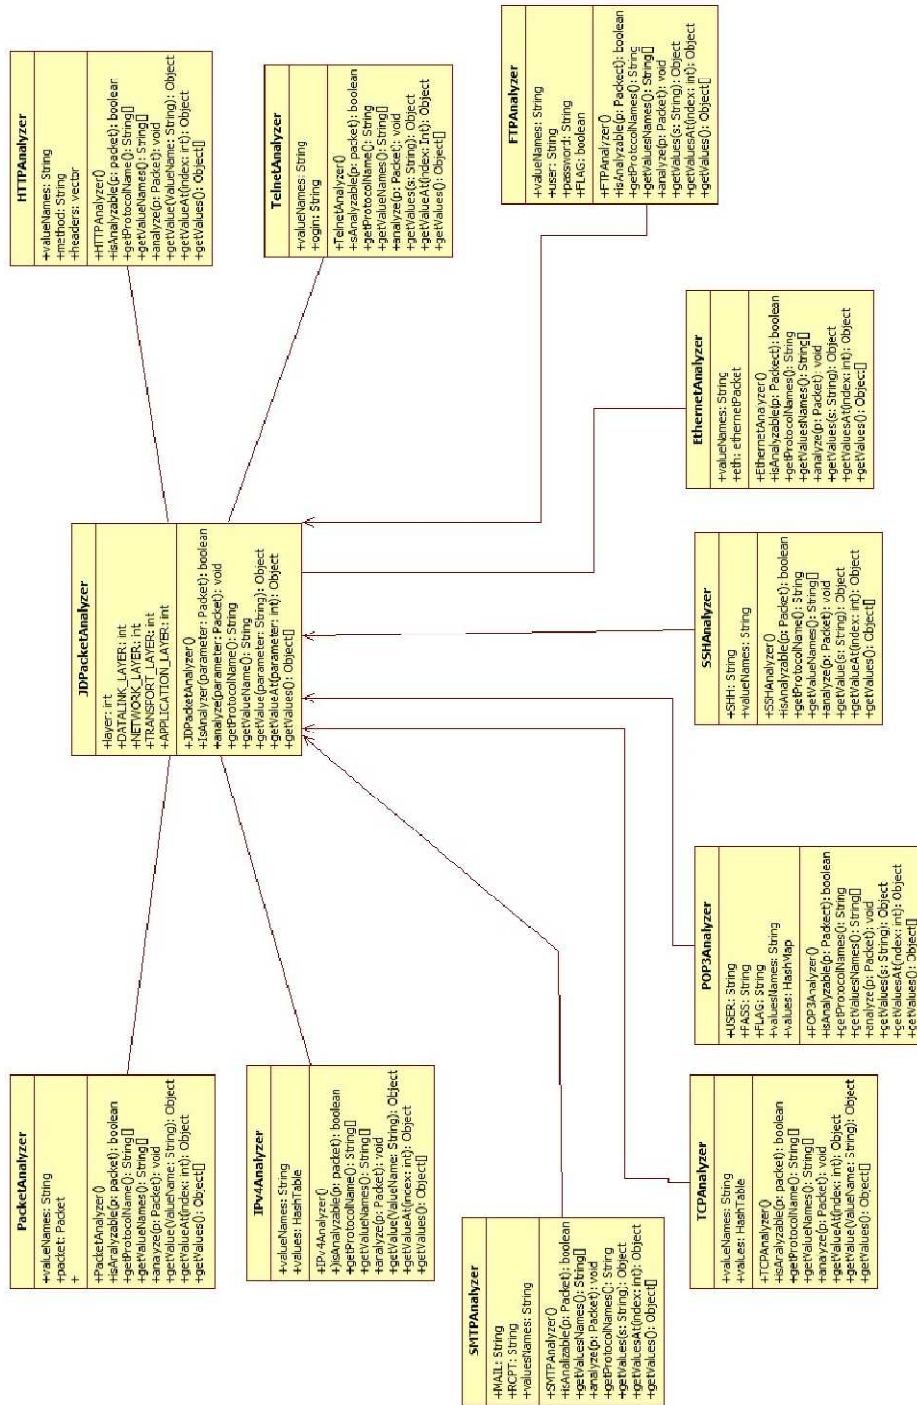 HTTPAnalyzer
+valueNames: String
+method: String
+headers: vector
+HTTPAnalyzer()
+isAnalyzable(p: packet): boolean
+getProtocolName(): String[]
+getValueNames(): String[]
+analyze(p: Packet): void
+getValue(ValueName: String): Object
+getValueAt(index: int): Object
+getValues(): Object[]
TelnetAnalyzer
+valueNames: String
+ogin: String
+TelnetAnalyzer()
+isAnalyzable(p: packet): boolean
+getProtocolName(): String
+getValueNames(): String[]
+analyze(p: Packet): void
+getValues(s: String): Object
+getValueAt(index: Int): Object
+getValues(): Object[]
FTPAnalyzer
+valueNames: String
+user: String
+password: String
+FLAG: boolean
+FTPAnalyzer()
+isAnalyzable(p: Packect): boolean
+getProtocolNames(): String
+getValuesNames(): String[]
+analyze(p: Packet): void
+getValues(s: String): Object
+getValuesAt(index: int): Object
+getValues(): Object[]
JDPacketAnalyzer
+layer: int
+DATALINK_LAYER: int
+NETWORK_LAYER: int
+TRANSPORT_LAYER: int
+APPLICATION_LAYER: int
+JDPacketAnalyzer()
+IsAnalyzer(parameter: Packet): boolean
+analyze(parameter: Packet): void
+getProtocolName(): String
+getValueName(): String
+getValue(parameter: String): Object
+getValueAt(parameter: int): Object
+getValues(): Object[]
EthernetAnalyzer
+valueNames: String
+eth: ethernetPacket
+EthernetAnalyzer()
+isAnalyzable(p: Packect): boolean
+getProtocolNames(): String
+getValuesNames(): String[]
+analyze(p: Packet): void
+getValues(s: String): Object
+getValuesAt(index: int): Object
+getValues(): Object[]
SSHAnalyzer
+SHH: String
+valueNames: String
+SSHAnalyzer()
+isAnalyzable(p: Packet): boolean
+getProtocolName(): String
+getValueNames(): String[]
+analyze(p: Packet): void
+getValue(s: String): Object
+getValueAt(index: int): Object
+getValues(): Object[]
PacketAnalyzer
+valueNames: String
+packet: Packet
+
+PacketAnalyzer()
+isAnalyzable(p: packet): boolean
+getProtocolName(): String[]
+getValueNames(): String[]
+analyze(p: Packet): void
+getValue(ValueName: String): Object
+getValueAt(index: int): Object
+getValues(): Object[]
IPv4Analyzer
+valueNames: String
+values: HashTable
+IPv4Analyzer()
+)isAnalyzable(p: packet): boolean
+getProtocolName(): String[]
+getValueNames(): String[]
+analyze(p: Packet): void
+getValue(ValueName: String): Object
+getValueAt(index: int): Object
+getValues(): Object[]
SMTPAnalyzer
+MAIL: String
+RCPT: String
+valuesNames: String
+SMTPAnalyzer()
+isAnalizable(p: Packet): boolean
+getValuesNames(): String[]
+analyze(p: Packet): void
+getProtocolNames(): String
+getValues(s: String): Object
+getValuesAt(index: int): Object
+getValues(): Object[]
POP3Analyzer
+USER: String
+PASS: String
+FLAG: String
+valuesNames: String
+values: HashMap
+POP3Analyzer()
+isAnalyzable(p: Packect): boolean
+getProtocolNames(): String
+getValuesNames(): String[]
+analyze(p: Packet): void
+getValues(s: String): Object
+getValuesAt(index: int): Object
+getValues(): Object[]
TCPAnalyzer
+valueNames: String
+values: HashTable
+TCPAnalyzer()
+isAnalyzable(p: packet): boolean
+getProtocolName(): String[]
+getValueNames(): String[]
+analyze(p: Packet): void
+getValueAt(index: int): Object
+getValue(ValueName: String): Object
+getValues(): Object[]